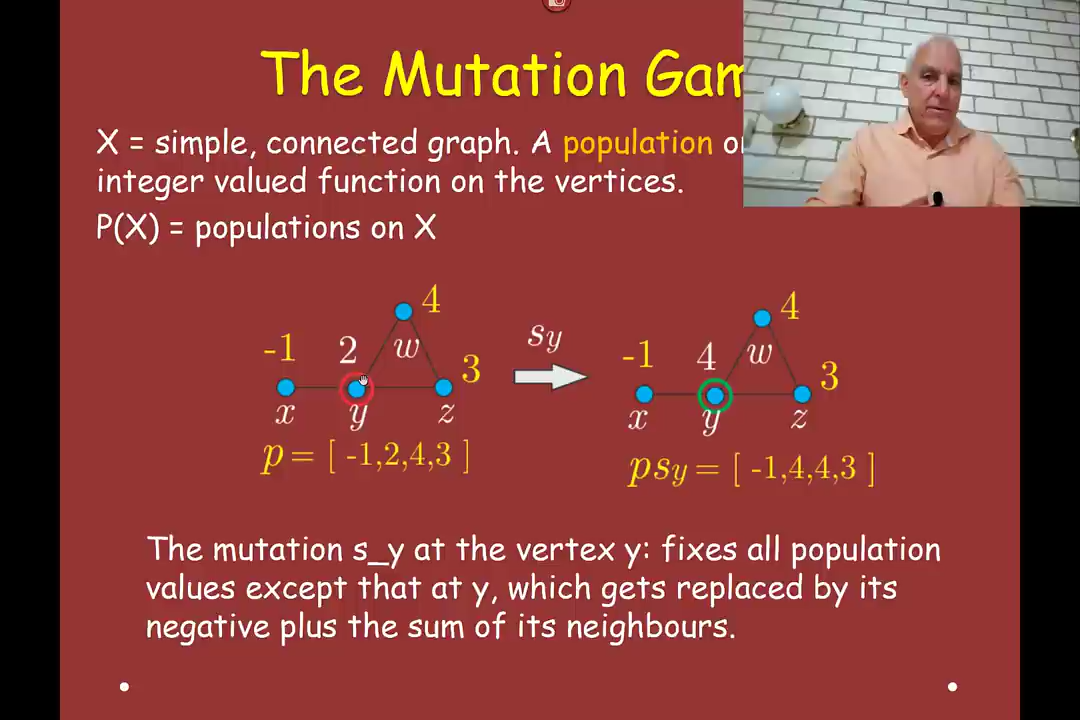 The Mutation Gam
X = simple, connected graph. A population o
integer valued function on the vertices.
P(X) = populations on X
4
-1 2 w 3
x y z
p = [ -1,2,4,3 ]
sy
4
-1 4 w 3
x y z
psy = [ -1,4,4,3 ]
The mutation s_y at the vertex y: fixes all population
values except that at y, which gets replaced by its
negative plus the sum of its neighbours.